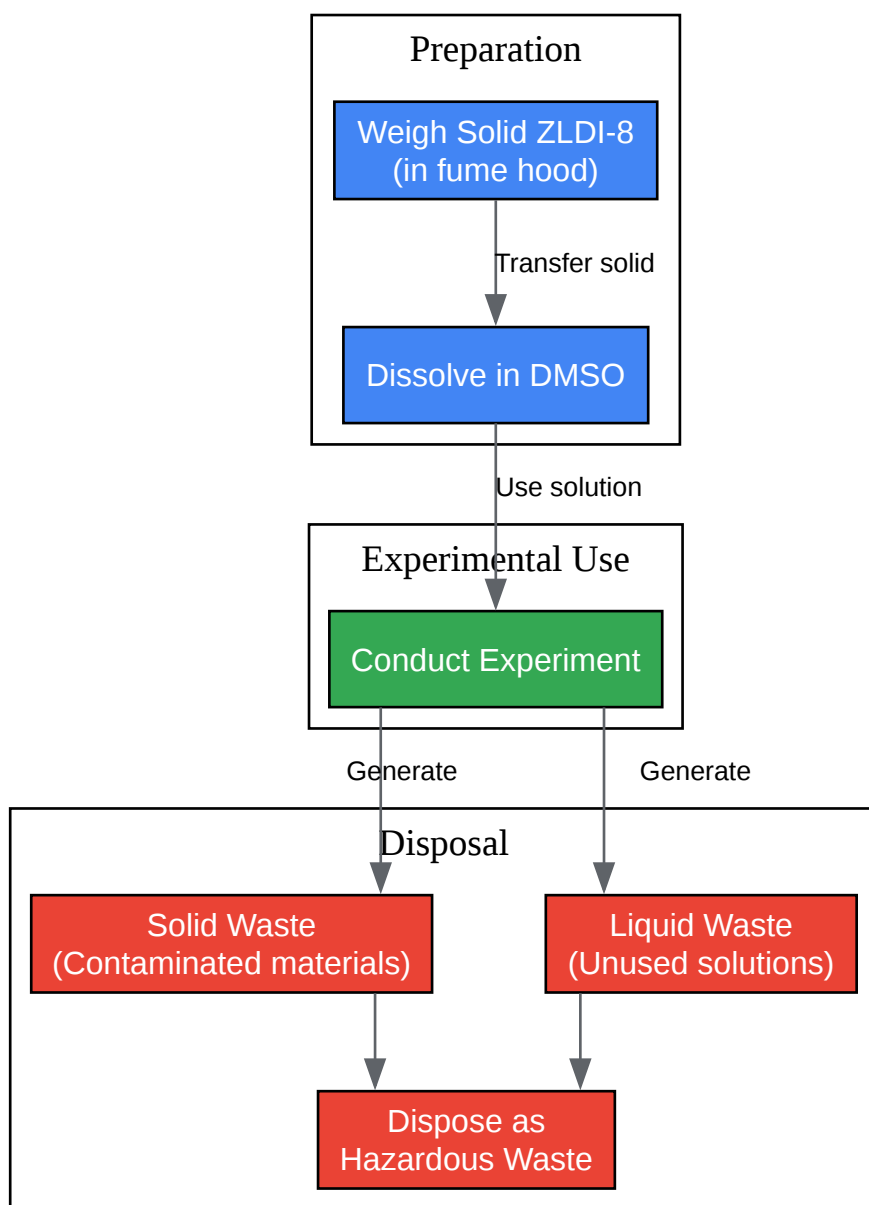 Preparation
Weigh Solid ZLDI-8
(in fume hood)
Transfer solid
Dissolve in DMSO
Use solution
Experimental Use
Conduct Experiment
Generate
Generate
Disposal
Solid Waste
(Contaminated materials)
Liquid Waste
(Unused solutions)
Dispose as
Hazardous Waste